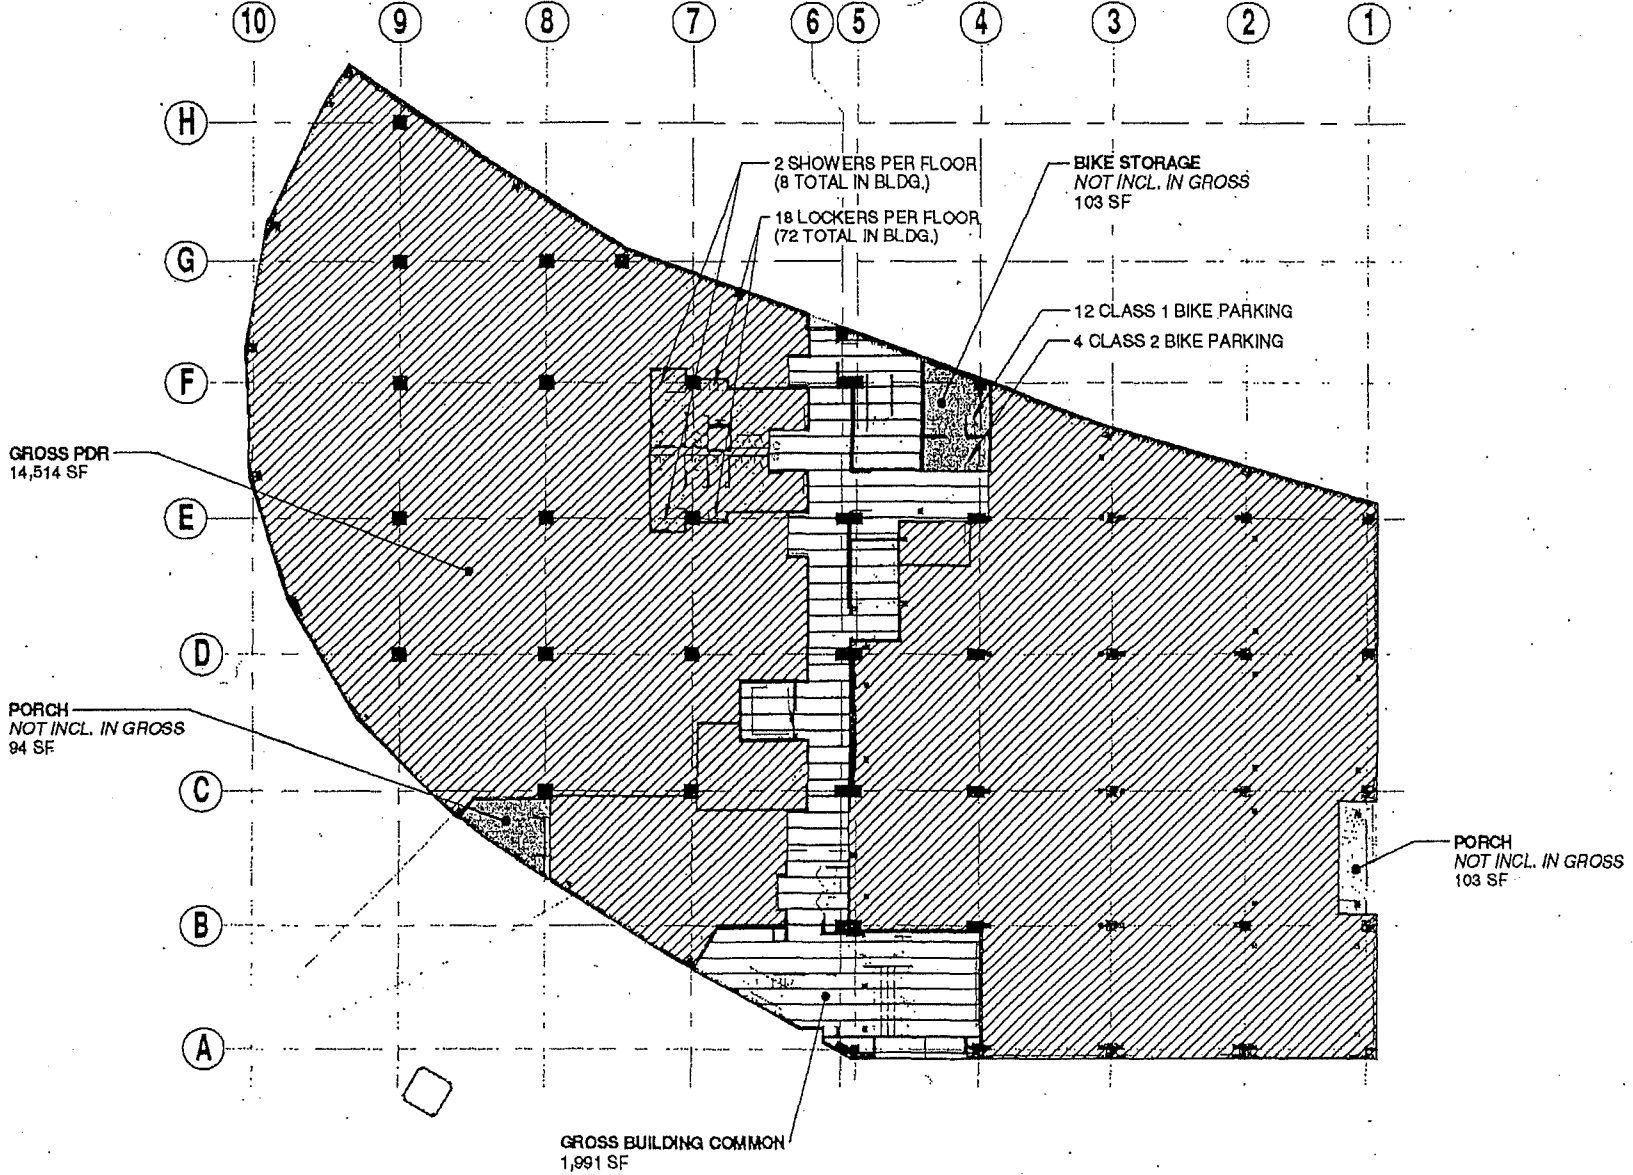 10
9
8
7
6
5
4
3
2
1
H
G
F
E
D
C
B
A
2 SHOWERS PER FLOOR
(8 TOTAL IN BLDG.)
18 LOCKERS PER FLOOR
(72 TOTAL IN BLDG.)
BIKE STORAGE
NOT INCL. IN GROSS
103 SF
12 CLASS 1 BIKE PARKING
4 CLASS 2 BIKE PARKING
GROSS PDR
14,514 SF
PORCH
NOT INCL. IN GROSS
94 SF
PORCH
NOT INCL. IN GROSS
103 SF
GROSS BUILDING COMMON
1,991 SF